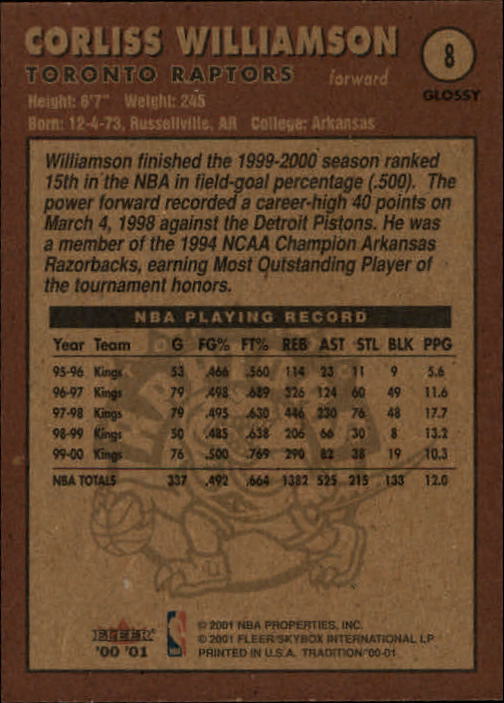 CORLISS WILLIAMSON
8
TORONTO RAPTORS forward
GLOSSY
Height: 6'7" Weight: 245
Born: 12-4-73, Russellville, AR College: Arkansas
Williamson finished the 1999-2000 season ranked
15th in the NBA in field-goal percentage (.500). The
power forward recorded a career-high 40 points on
March 4, 1998 against the Detroit Pistons. He was
a member of the 1994 NCAA Champion Arkansas
Razorbacks, earning Most Outstanding Player of
the tournament honors.
NBA PLAYING RECORD
Year Team G FG% FT% REB AST STL BLK PPG
95-96 Kings 53 .466 .560 114 23 11 9 5.6
96-97 Kings 79 .498 .689 326 124 60 49 11.6
97-98 Kings 79 .495 .630 446 230 76 48 17.7
98-99 Kings 50 .485 .638 206 66 30 8 13.2
99-00 Kings 76 .500 .769 290 82 38 19 10.3
NBA TOTALS 337 .492 .664 1382 525 215 133 12.0
FLEER
'00 '01
© 2001 NBA PROPERTIES, INC.
© 2001 FLEER/SKYBOX INTERNATIONAL LP
PRINTED IN U.S.A. TRADITION '00-01